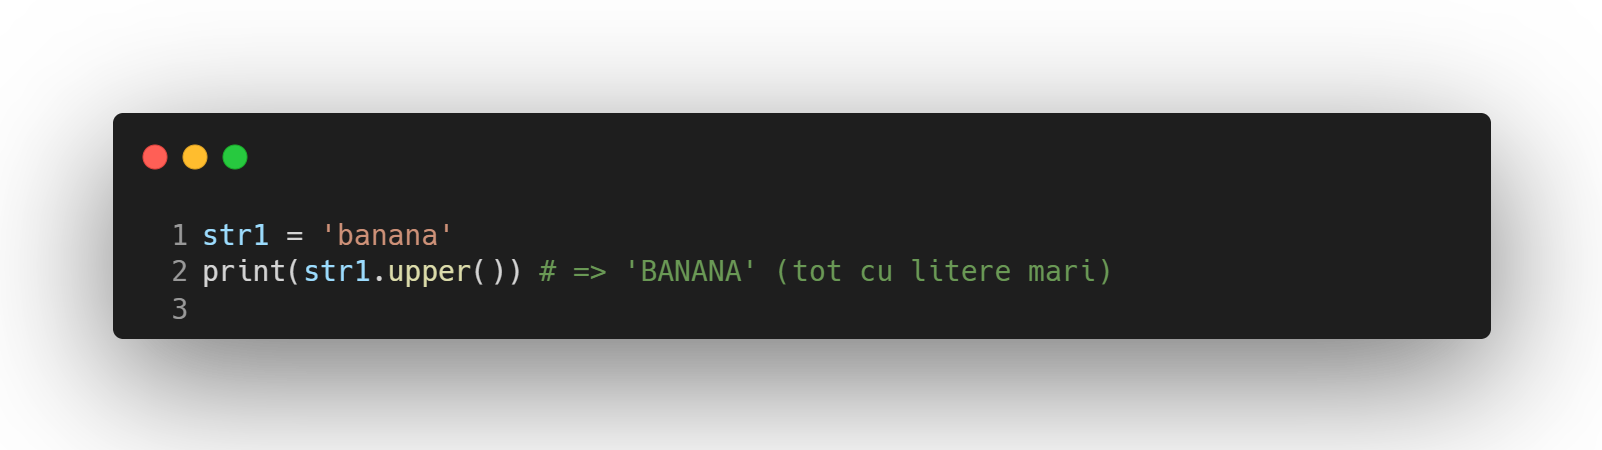 1 str1 = 'banana'
2 print(str1.upper()) # => 'BANANA' (tot cu litere mari)
3